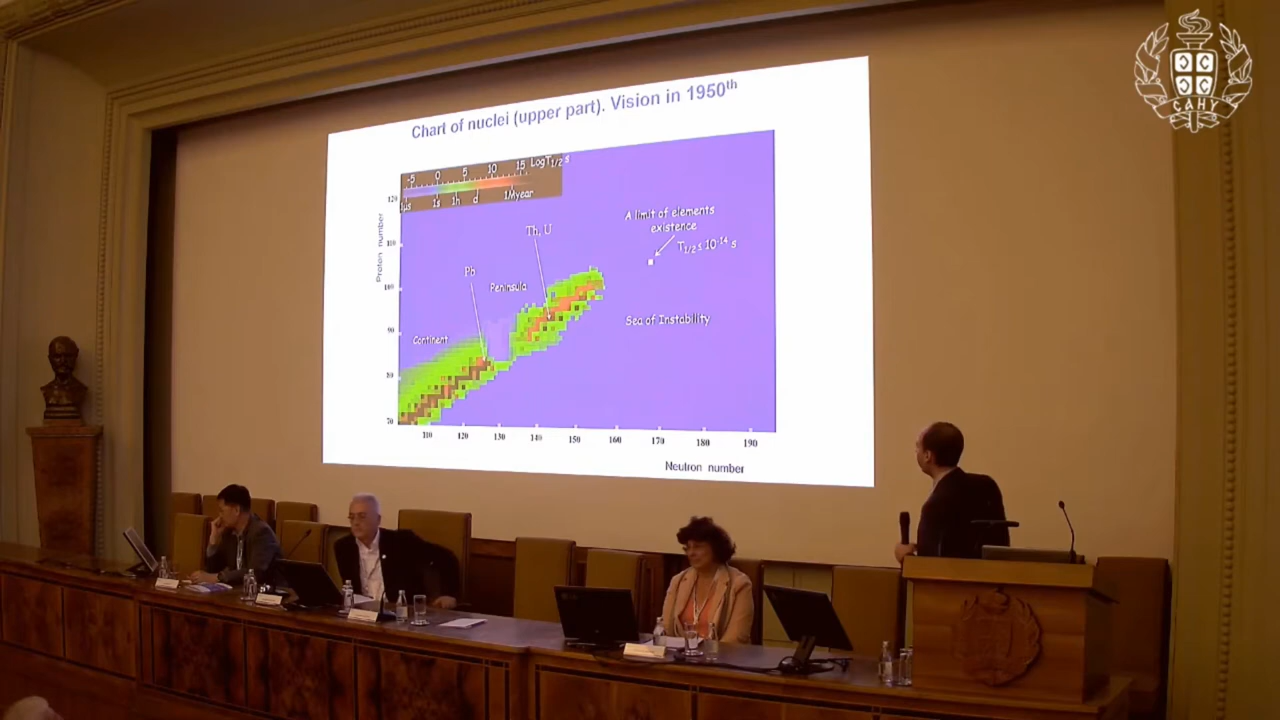 Chart of nuclei (upper part). Vision in 1950th
-5 0 5 10 15 LogT1/2 s
1µs 1s 1h d 1Myear
Proton number
120
110
100
90
80
70
A limit of elements
existence
T1/2≤ 10-14 s
Th, U
Pb
Peninsula
Continent
Sea of Instability
110 120 130 140 150 160 170 180 190
Neutron number
САНУ